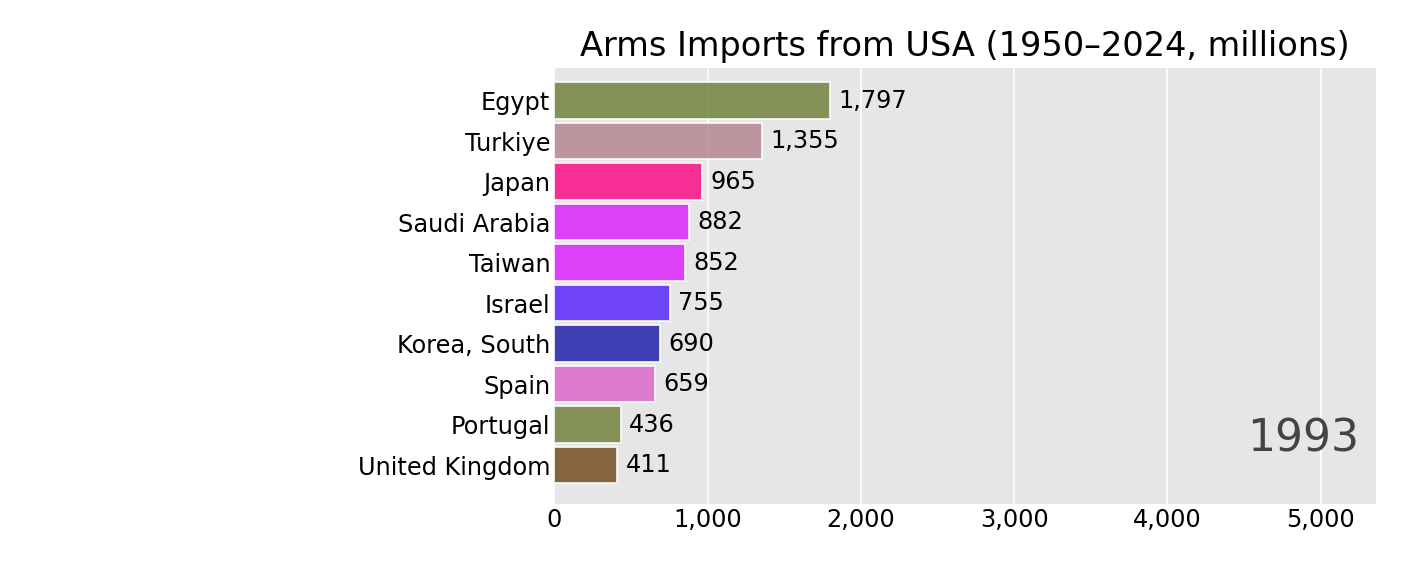 Arms Imports from USA (1950–2024, millions)
Egypt 1,797
Turkiye 1,355
Japan 965
Saudi Arabia 882
Taiwan 852
Israel 755
Korea, South 690
Spain 659
Portugal 436
United Kingdom 411
1993
0 1,000 2,000 3,000 4,000 5,000